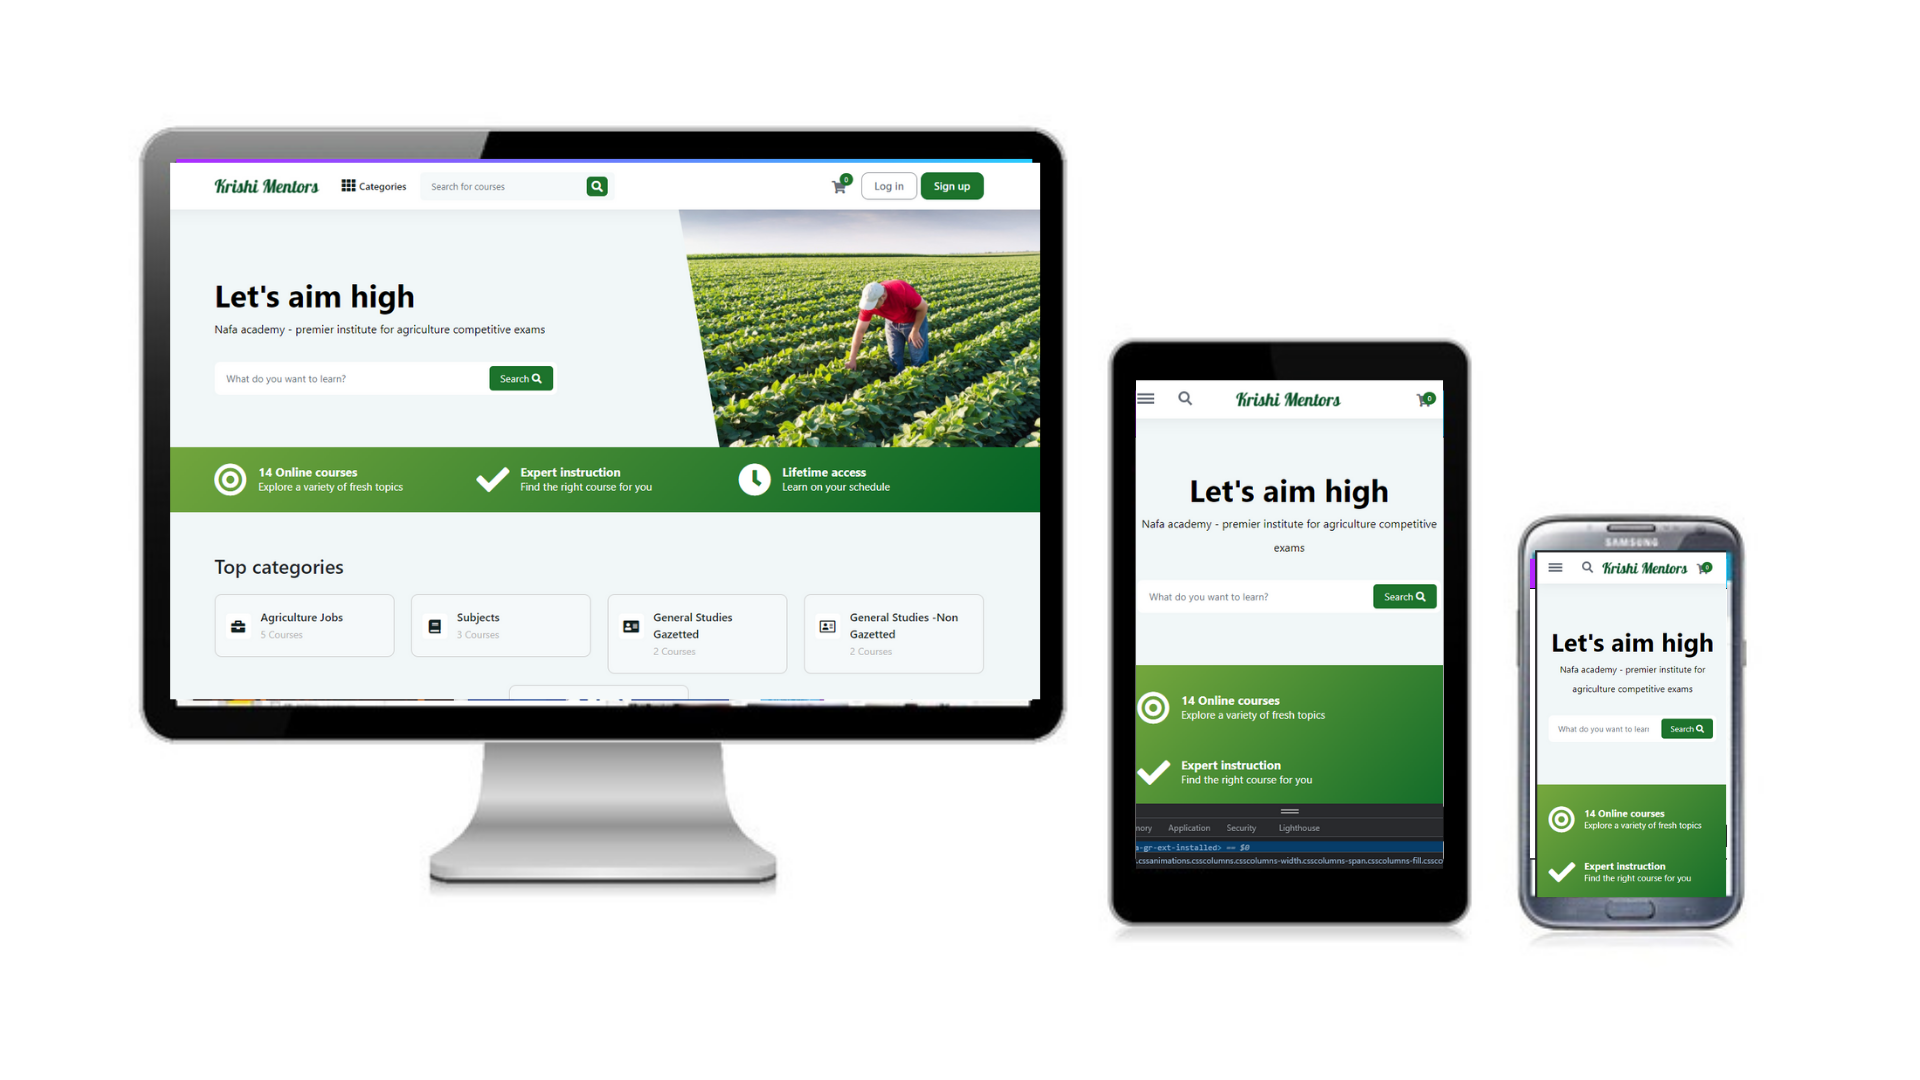 Krishi Mentors
Categories
Search for courses
0
Log in
Sign up
Let's aim high
Nafa academy - premier institute for agriculture competitive exams
What do you want to learn?
Search
14 Online courses
Explore a variety of fresh topics
Expert instruction
Find the right course for you
Lifetime access
Learn on your schedule
Top categories
Agriculture Jobs
5 Courses
Subjects
3 Courses
General Studies
Gazetted
2 Courses
General Studies -Non
Gazetted
2 Courses
Krishi Mentors
0
Let's aim high
Nafa academy - premier institute for agriculture competitive
exams
What do you want to learn?
Search
14 Online courses
Explore a variety of fresh topics
Expert instruction
Find the right course for you
nory Application Security Lighthouse
a-gr-ext-installed> == $0
.cssanimations.csscolumns.csscolumns-width.csscolumns-span.csscolumns-fill.cssco
SAMSUNG
Krishi Mentors
0
Let's aim high
Nafa academy - premier institute for
agriculture competitive exams
What do you want to lear
Search
14 Online courses
Explore a variety of fresh topics
Expert instruction
Find the right course for you